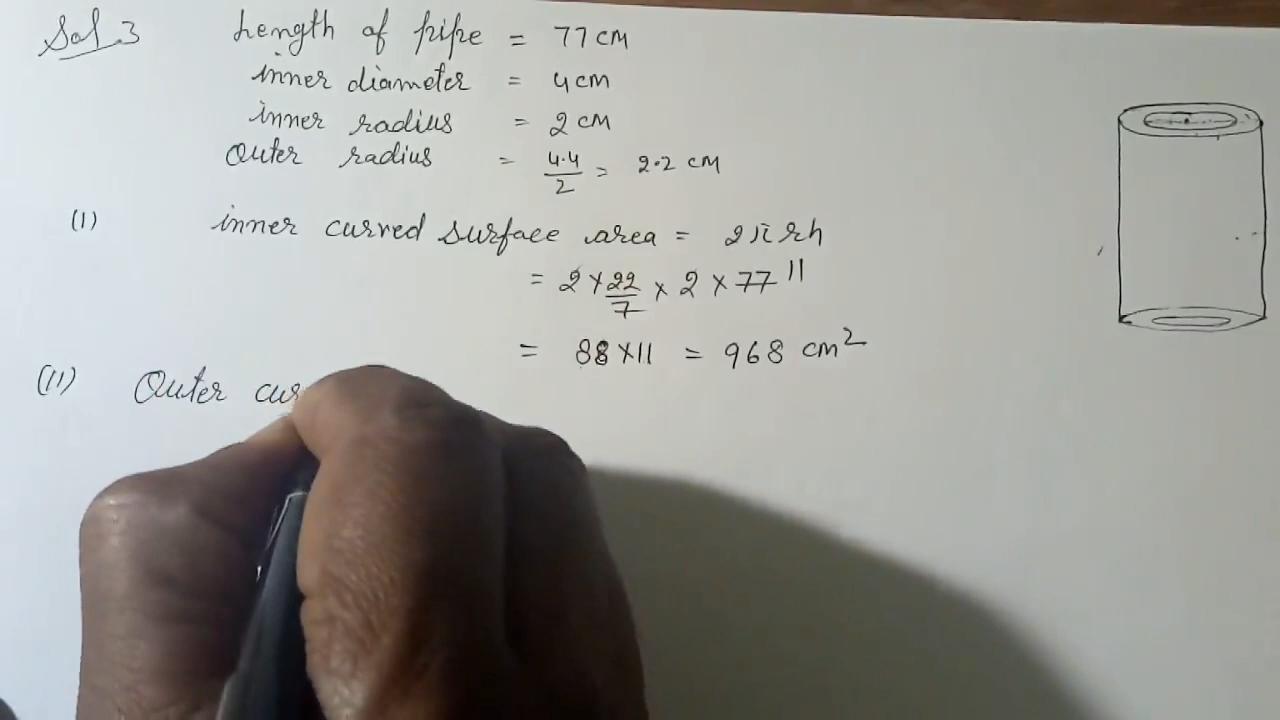 Sol.3 Length of pipe = 77 cm
inner diameter = 4 cm
inner radius = 2 cm
Outer radius = 4.4/2 = 2.2 cm
(I) inner curved surface area = 2πrh
= 2 × 22/7 × 2 × 77 11
= 88 × 11 = 968 cm²
(II) Outer cur